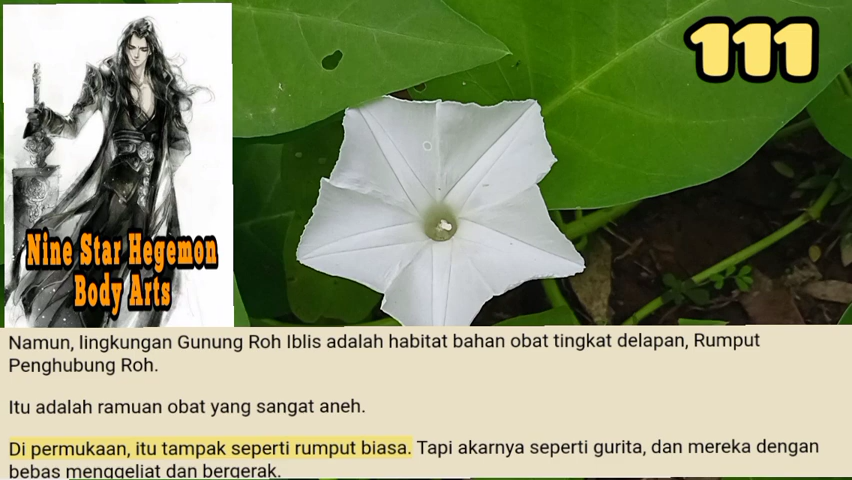 111
Nine Star Hegemon
Body Arts
Namun, lingkungan Gunung Roh Iblis adalah habitat bahan obat tingkat delapan, Rumput
Penghubung Roh.
Itu adalah ramuan obat yang sangat aneh.
Di permukaan, itu tampak seperti rumput biasa. Tapi akarnya seperti gurita, dan mereka dengan
bebas menggeliat dan bergerak.